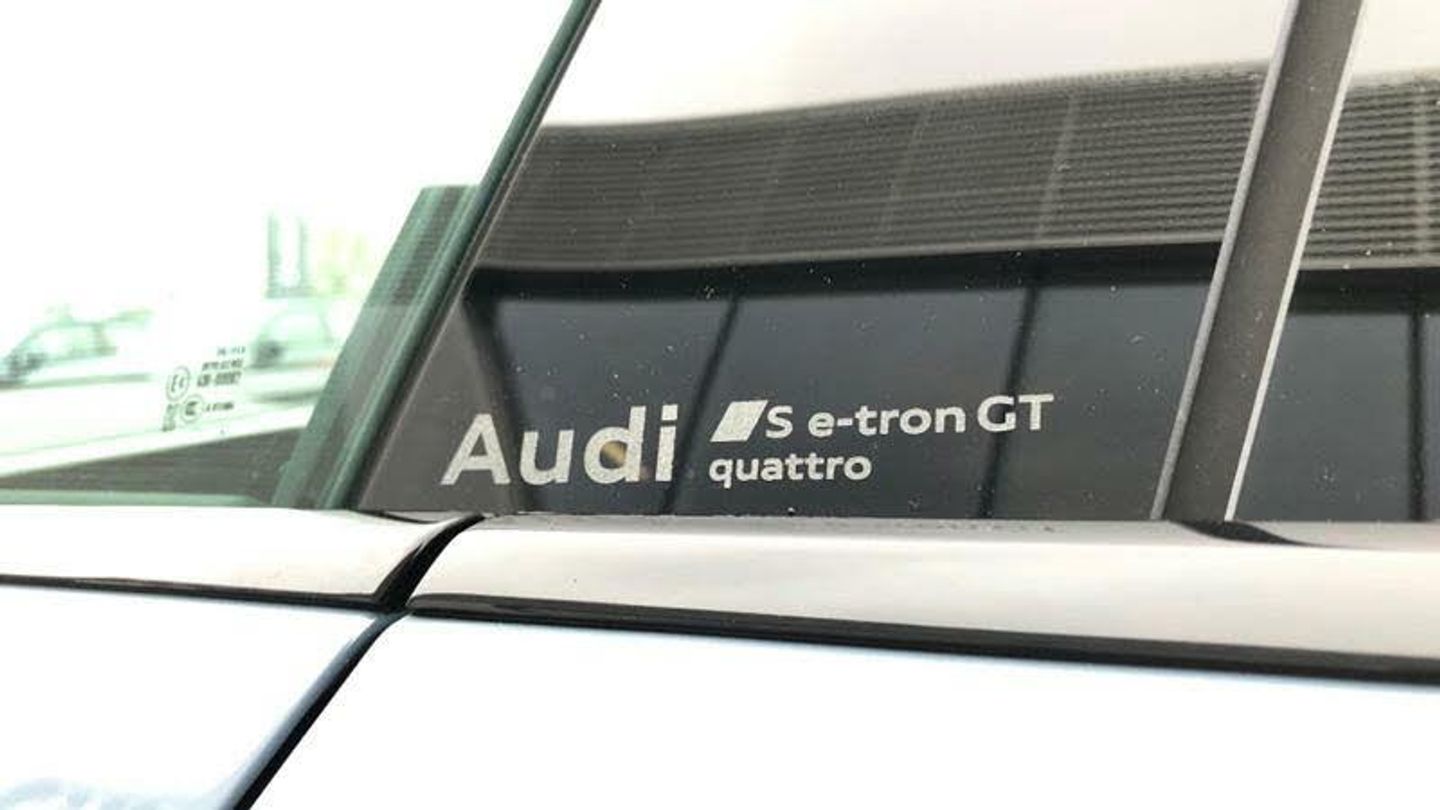 Audi S e-tron GT
quattro